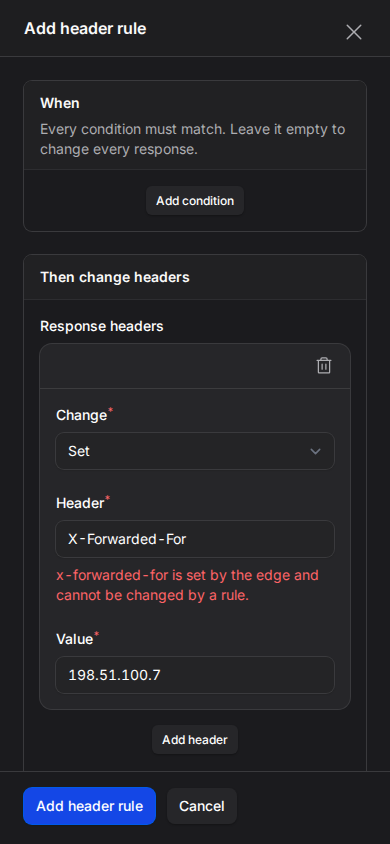 Add header rule
When
Every condition must match. Leave it empty to
change every response.
Add condition
Then change headers
Response headers
Change*
Set
Header*
X-Forwarded-For
x-forwarded-for is set by the edge and
cannot be changed by a rule.
Value*
198.51.100.7
Add header
Add header rule
Cancel